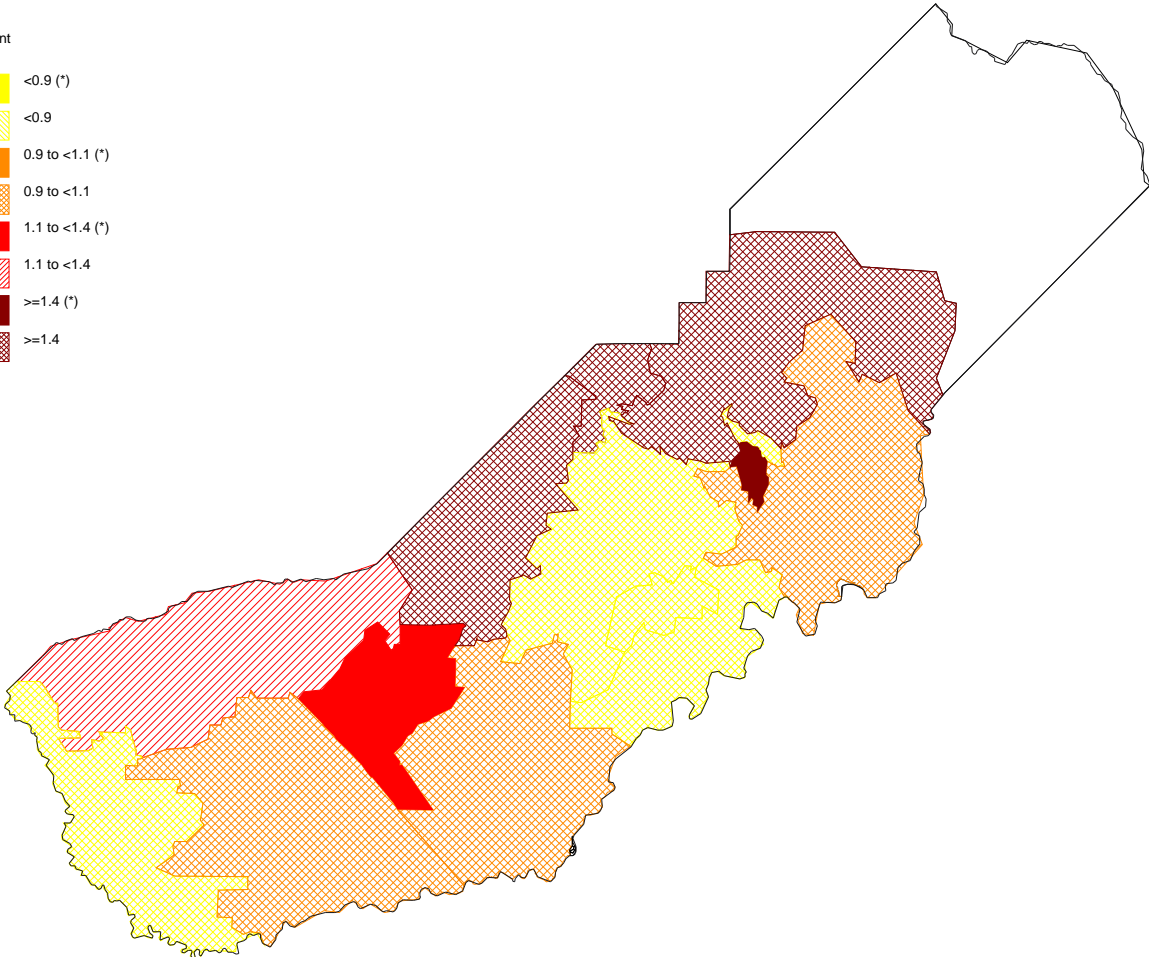 nt
<0.9 (*)
<0.9
0.9 to <1.1 (*)
0.9 to <1.1
1.1 to <1.4 (*)
1.1 to <1.4
>=1.4 (*)
>=1.4